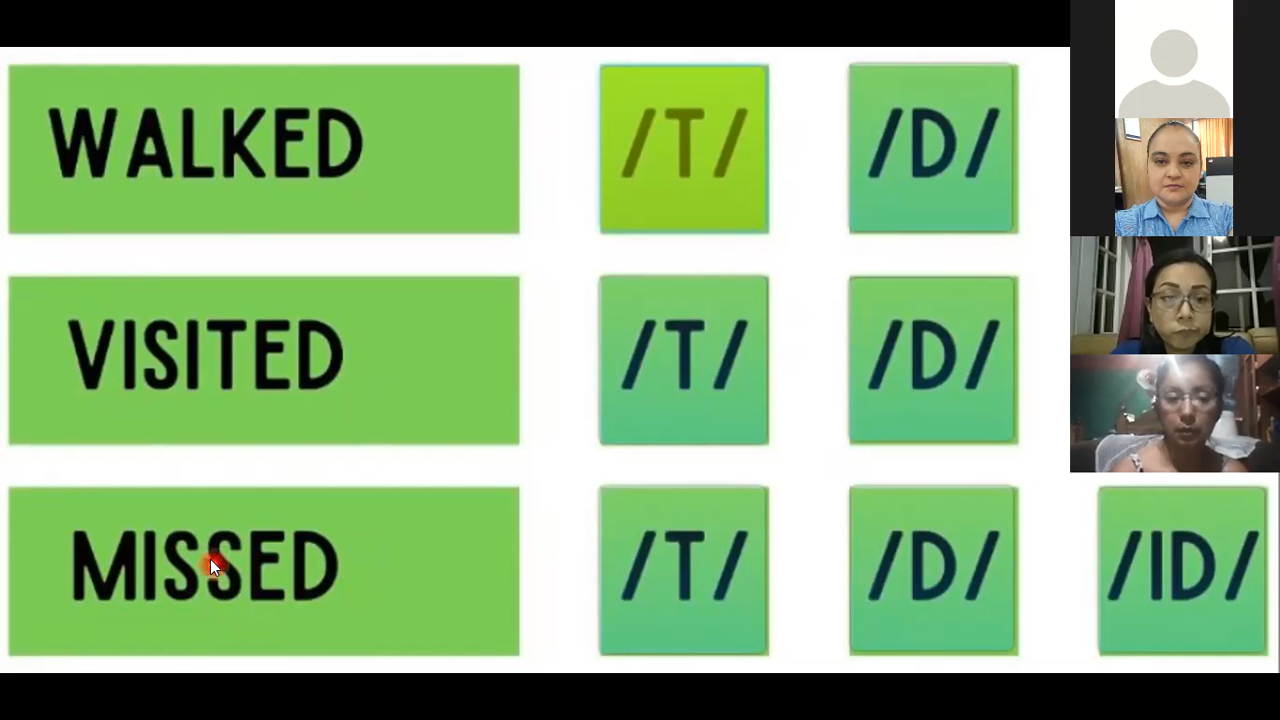 WALKED /T/ /D/
VISITED /T/ /D/
MISSED /T/ /D/ /ID/